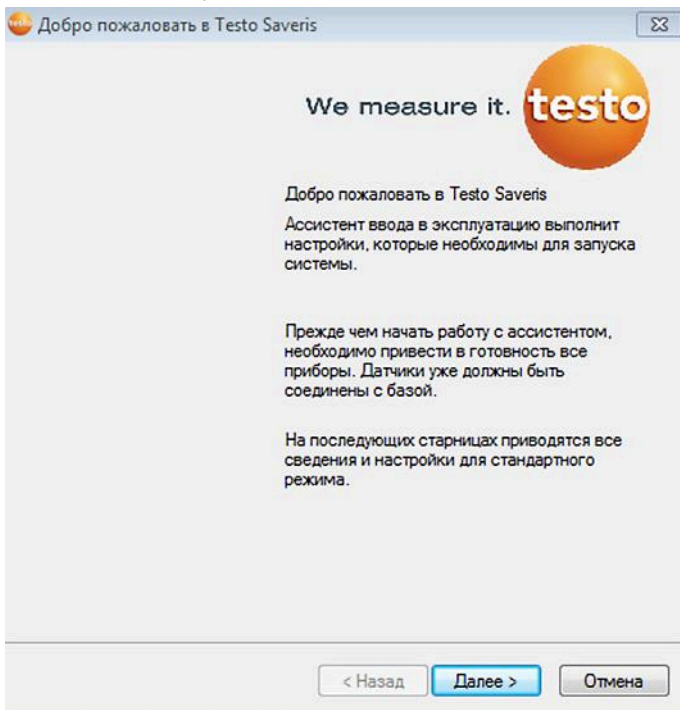 Добро пожаловать в Testo Saveris
We measure it. testo
Добро пожаловать в Testo Saveris
Ассистент ввода в эксплуатацию выполнит
настройки, которые необходимы для запуска
системы.
Прежде чем начать работу с ассистентом,
необходимо привести в готовность все
приборы. Датчики уже должны быть
соединены с базой.
На последующих старницах приводятся все
сведения и настройки для стандартного
режима.
< Назад Далее > Отмена